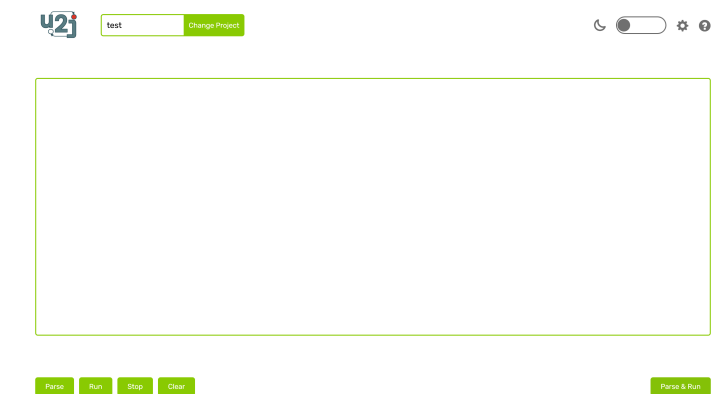 u2j
test
Change Project
Parse
Run
Stop
Clear
Parse & Run